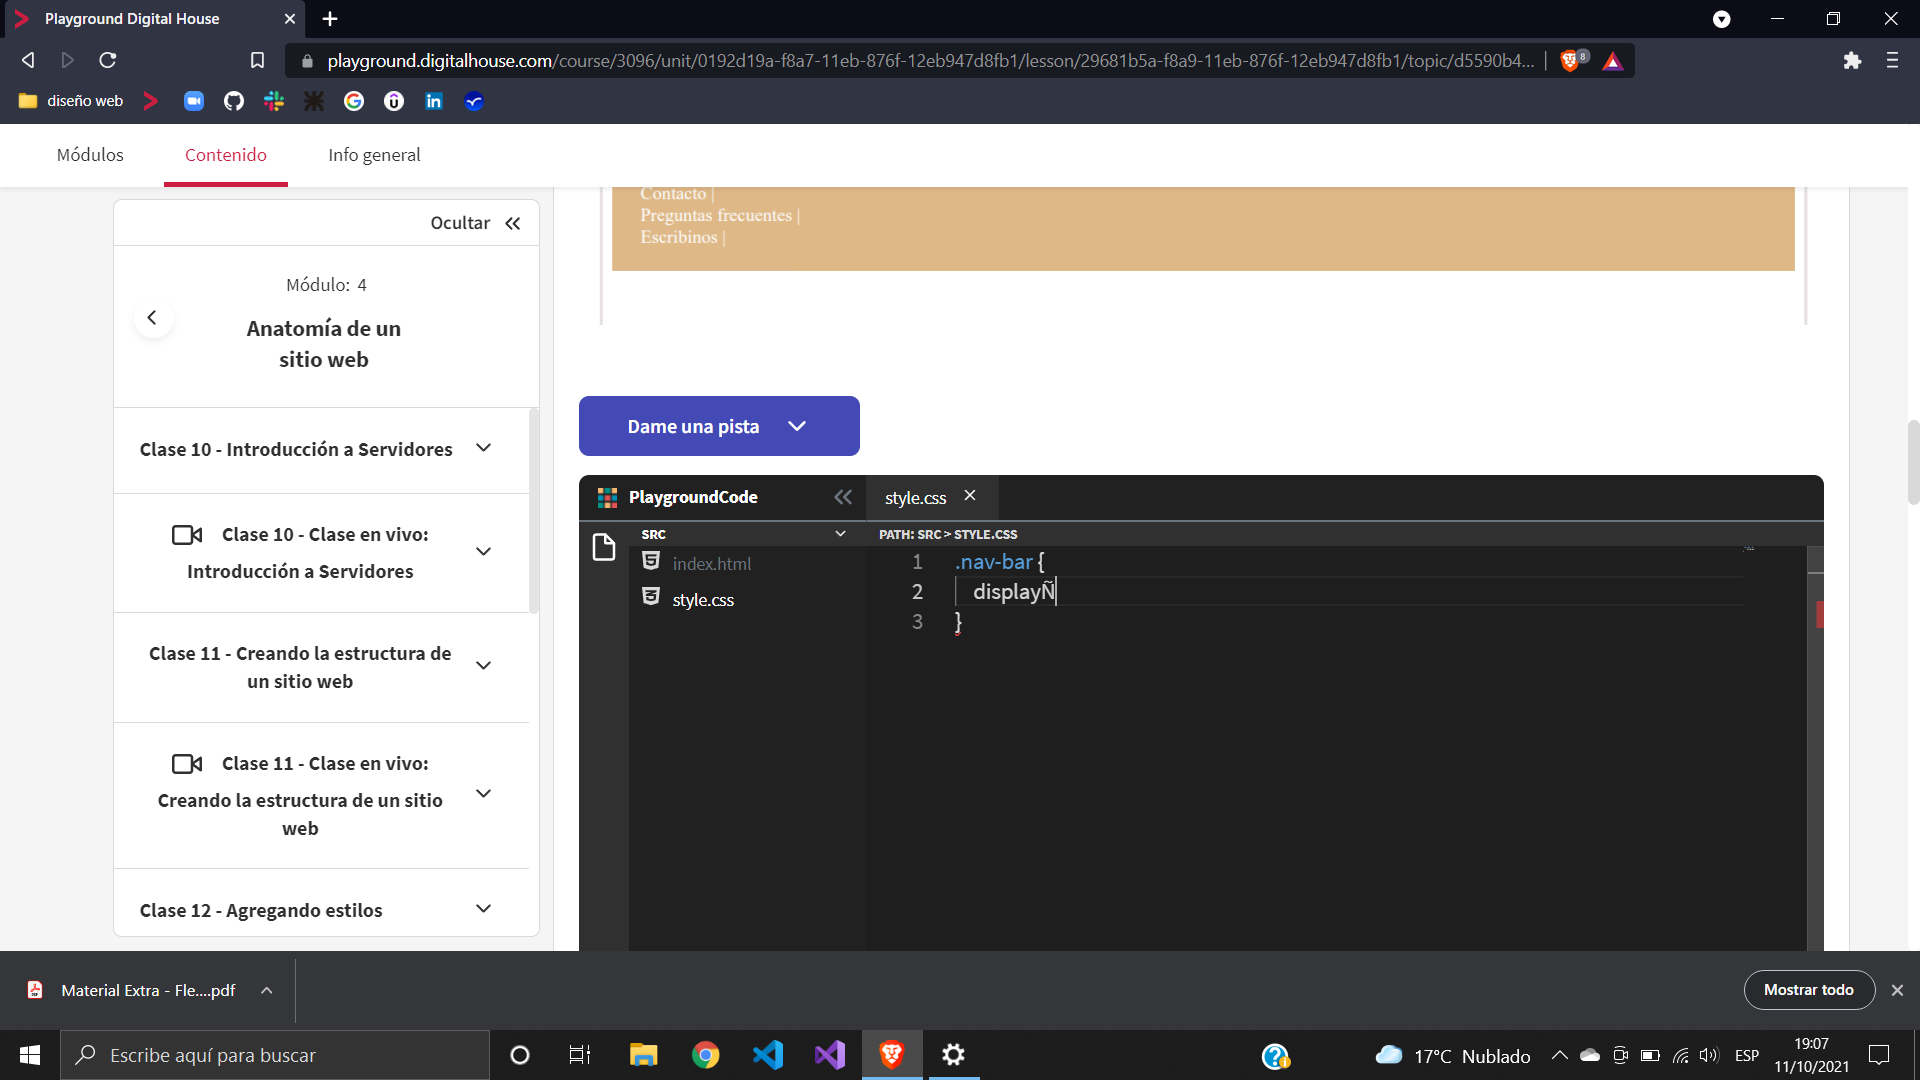 Playground Digital House
playground.digitalhouse.com/course/3096/unit/0192d19a-f8a7-11eb-876f-12eb947d8fb1/lesson/29681b5a-f8a9-11eb-876f-12eb947d8fb1/topic/d5590b4...
8
diseño web
Módulos
Contenido
Info general
Ocultar
Módulo: 4
Anatomía de un
sitio web
Clase 10 - Introducción a Servidores
Clase 10 - Clase en vivo:
Introducción a Servidores
Clase 11 - Creando la estructura de
un sitio web
Clase 11 - Clase en vivo:
Creando la estructura de un sitio
web
Clase 12 - Agregando estilos
Contacto |
Preguntas frecuentes |
Escribinos |
Dame una pista
PlaygroundCode
style.css
SRC
PATH: SRC > STYLE.CSS
index.html
style.css
1 .nav-bar {
2 displayÑ
3 }
Material Extra - Fle....pdf
Mostrar todo
Escribe aquí para buscar
17°C Nublado
ESP
19:07
11/10/2021